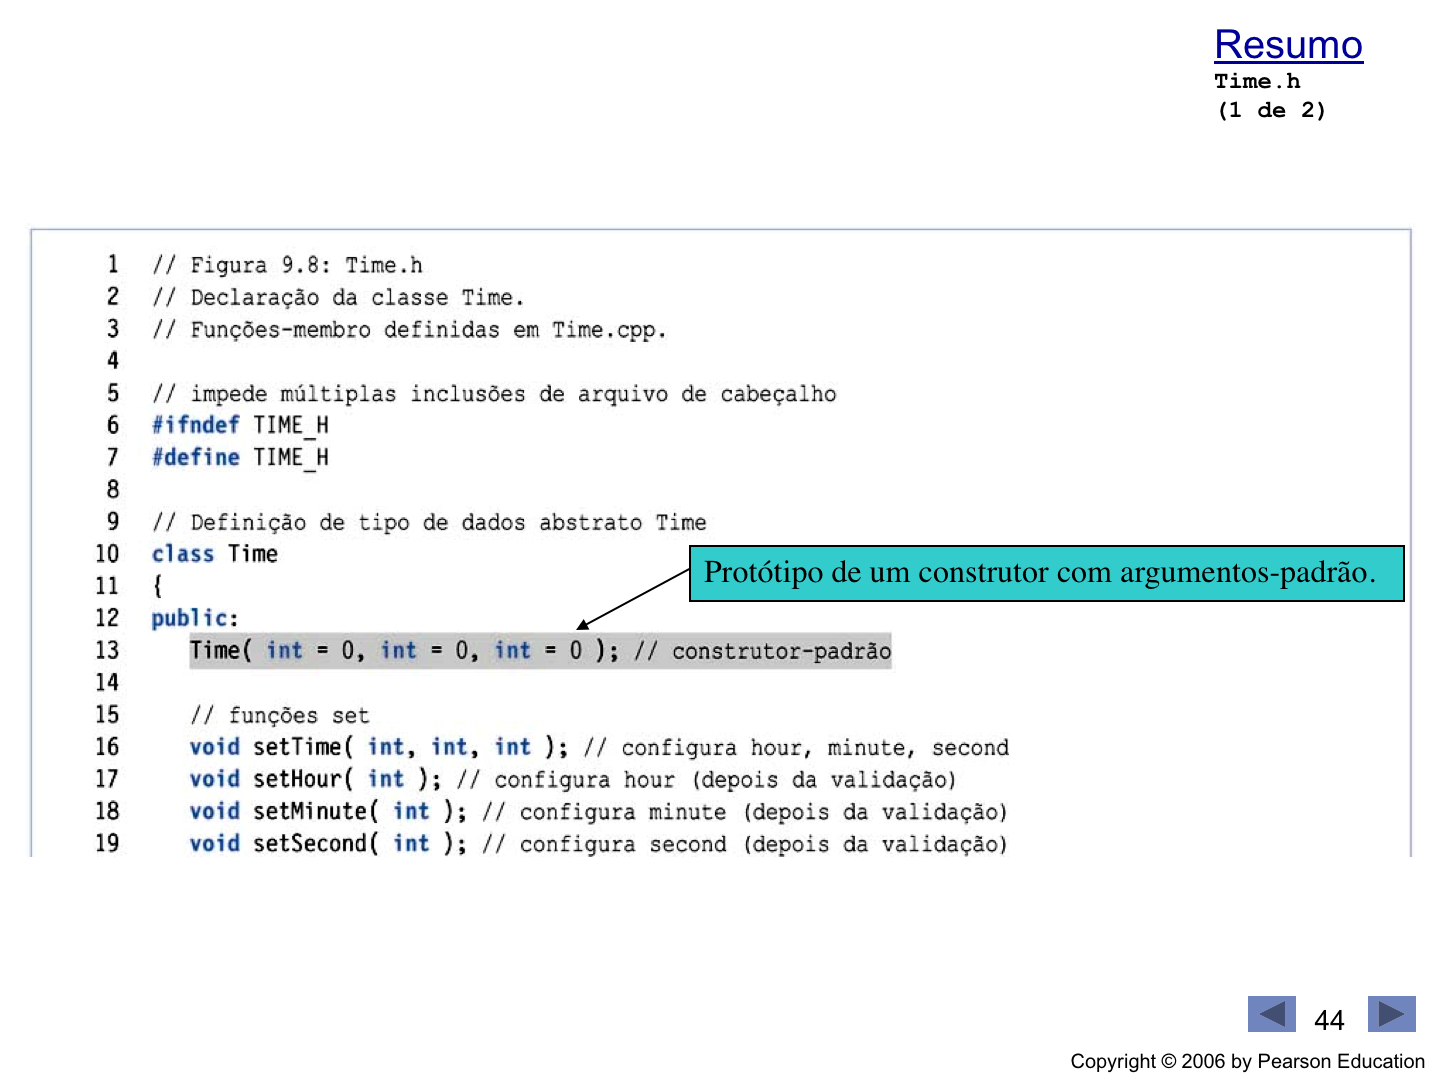 Resumo
Time.h
(1 de 2)
1 // Figura 9.8: Time.h
2 // Declaração da classe Time.
3 // Funções-membro definidas em Time.cpp.
4
5 // impede múltiplas inclusões de arquivo de cabeçalho
6 #ifndef TIME_H
7 #define TIME_H
8
9 // Definição de tipo de dados abstrato Time
10 class Time
Protótipo de um construtor com argumentos-padrão.
11 {
12 public:
13 Time( int = 0, int = 0, int = 0 ); // construtor-padrão
14
15 // funções set
16 void setTime( int, int, int ); // configura hour, minute, second
17 void setHour( int ); // configura hour (depois da validação)
18 void setMinute( int ); // configura minute (depois da validação)
19 void setSecond( int ); // configura second (depois da validação)
44
Copyright © 2006 by Pearson Education